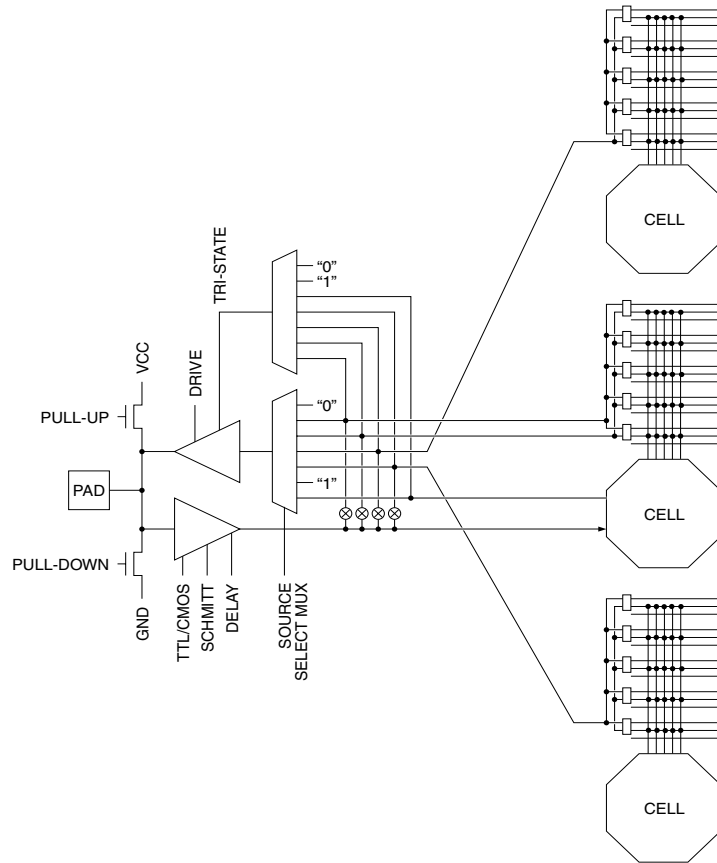 CELL
TRI-STATE
"0"
"1"
VCC
DRIVE
PULL-UP
"0"
PAD
"1"
CELL
PULL-DOWN
GND
TTL/CMOS
SCHMITT
DELAY
SOURCE
SELECT MUX
CELL